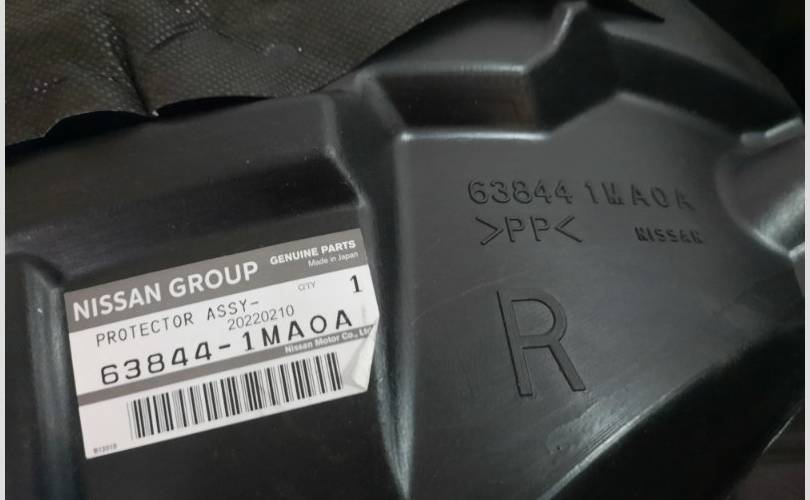 NISSAN GROUP
GENUINE PARTS
Made in Japan
QTY 1
PROTECTOR ASSY-
20220210
63844-1MA0A
Nissan Motor Co., Ltd
63844 1MA0A
>PP<
NISSAN
R